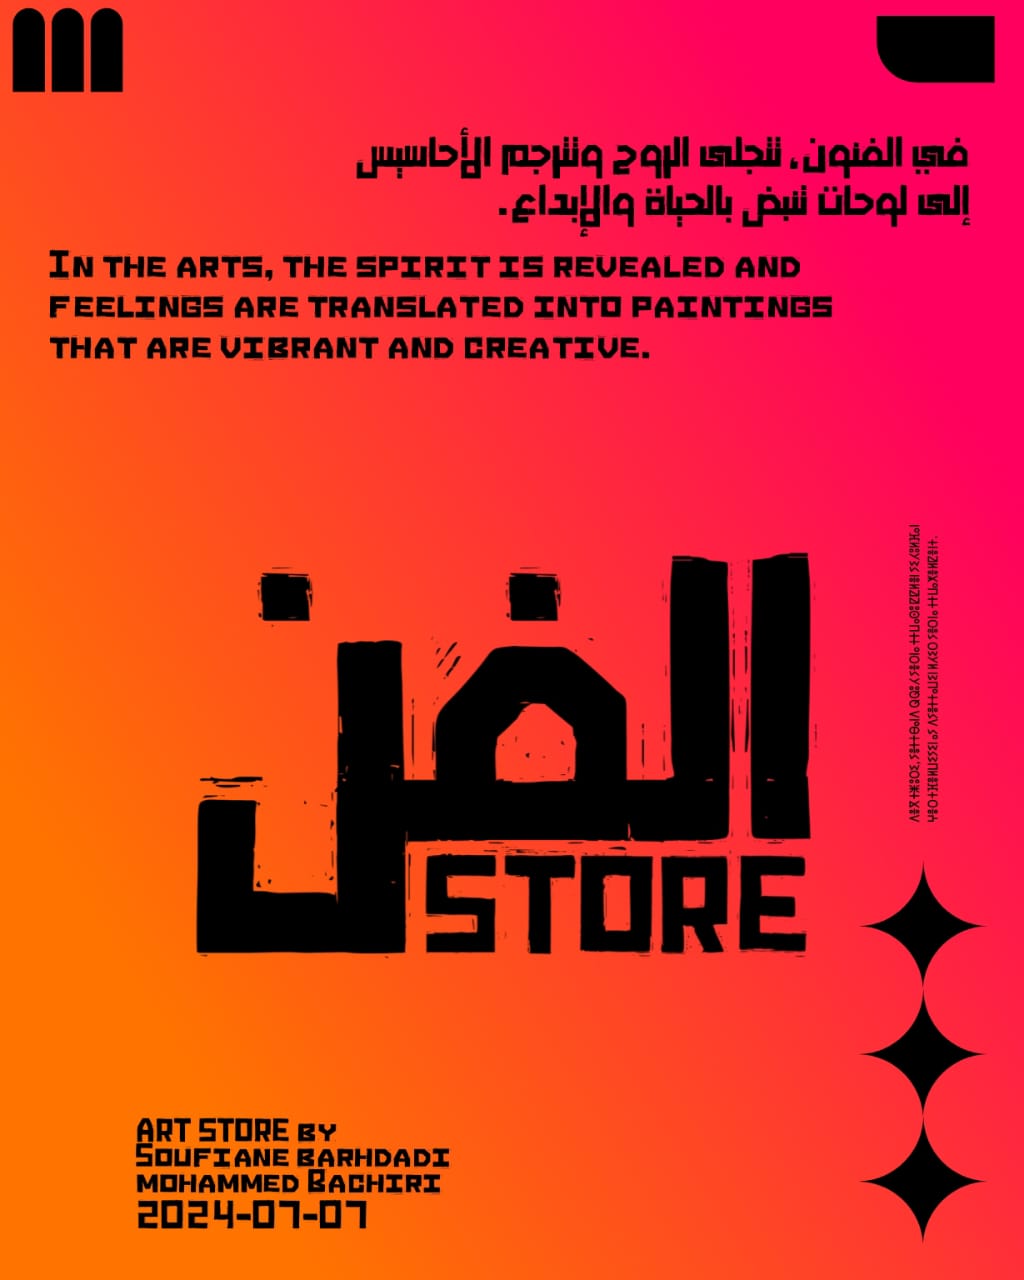 في الفنون، تتجلى الروح وتترجم الأحاسيس
إلى لوحات تنبض بالحياة والإبداع.
In the arts, the spirit is revealed and
feelings are translated into paintings
that are vibrant and creative.
الفن
STORE
ART STORE BY
Soufiane Barhdadi
Mohammed Bachiri
2024-07-07